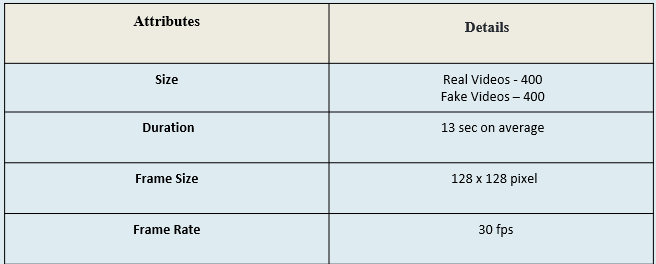 Attributes
Details
Size
Real Videos - 400
Fake Videos – 400
Duration
13 sec on average
Frame Size
128 x 128 pixel
Frame Rate
30 fps